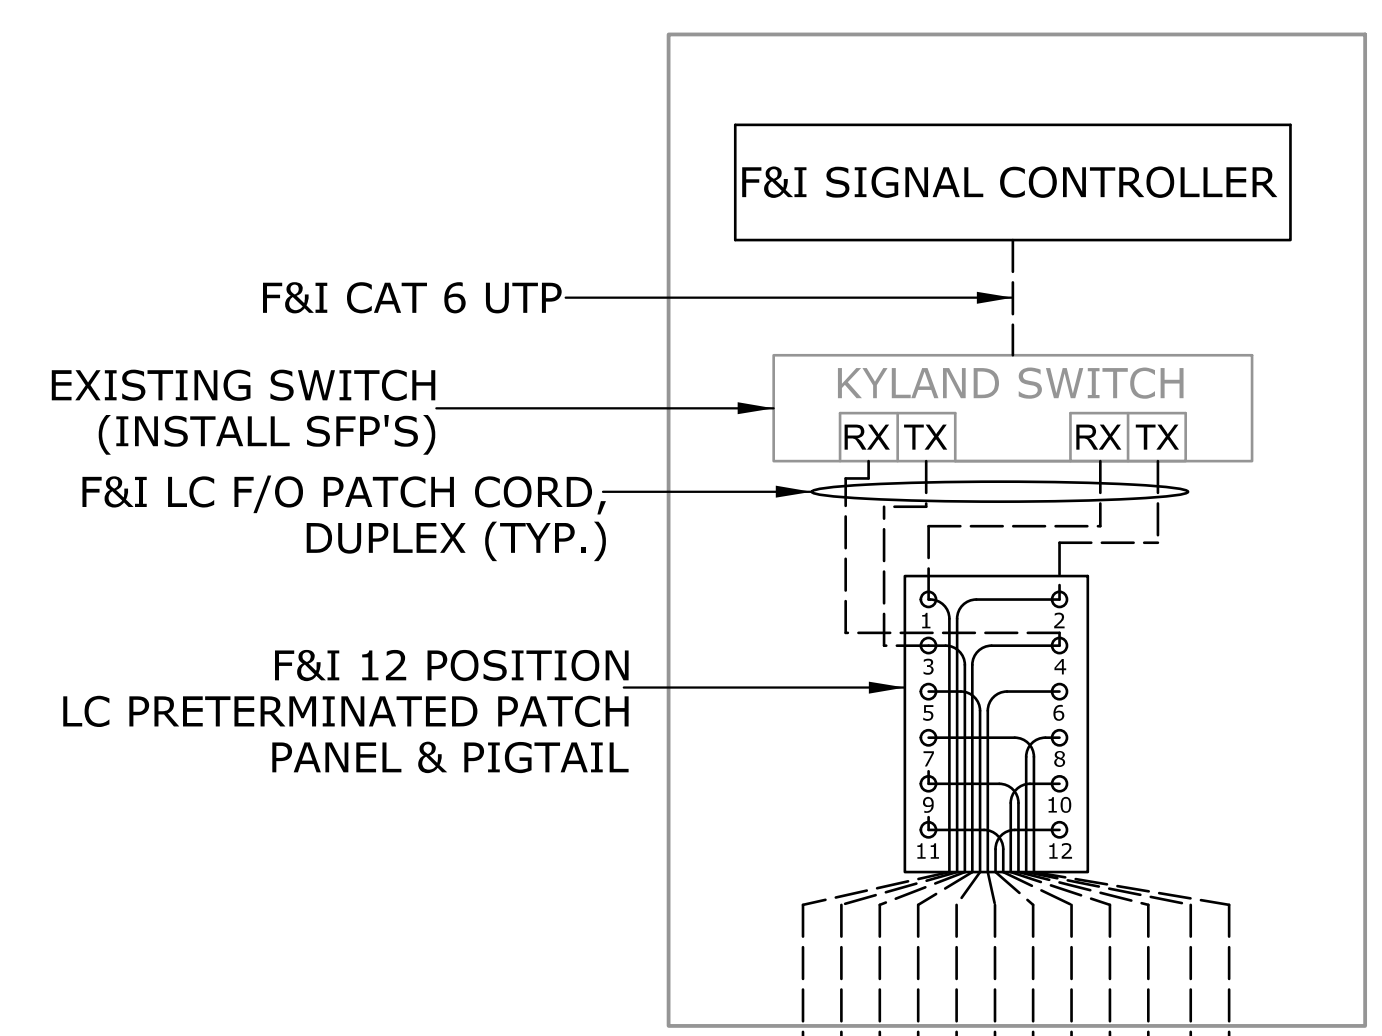 F&I SIGNAL CONTROLLER
F&I CAT 6 UTP
EXISTING SWITCH
(INSTALL SFP'S)
KYLAND SWITCH
RX TX RX TX
F&I LC F/O PATCH CORD,
DUPLEX (TYP.)
F&I 12 POSITION
LC PRETERMINATED PATCH
PANEL & PIGTAIL
1 2
3 4
5 6
7 8
9 10
11 12